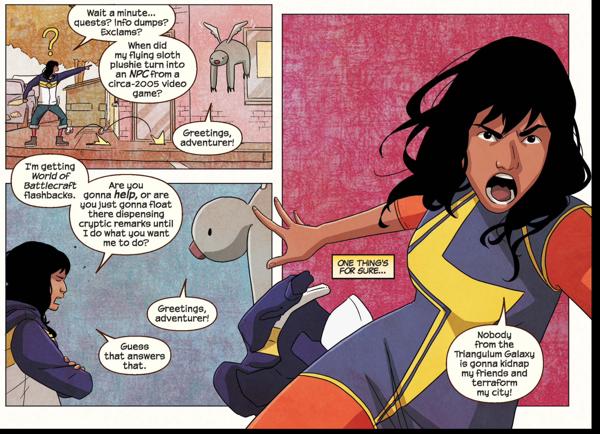 Wait a minute...
quests? Info dumps?
Exclams?
?
When did
my flying sloth
plushie turn into
an NPC from a
circa-2005 video
game?
Greetings,
adventurer!
I'm getting
World of
Battlecraft
flashbacks.
Are you
gonna help, or are
you just gonna float
there dispensing
cryptic remarks until
I do what you want
me to do?
Greetings,
adventurer!
Guess
that answers
that.
ONE THING'S
FOR SURE...
Nobody
from the
Triangulum Galaxy
is gonna kidnap
my friends and
terraform
my city!